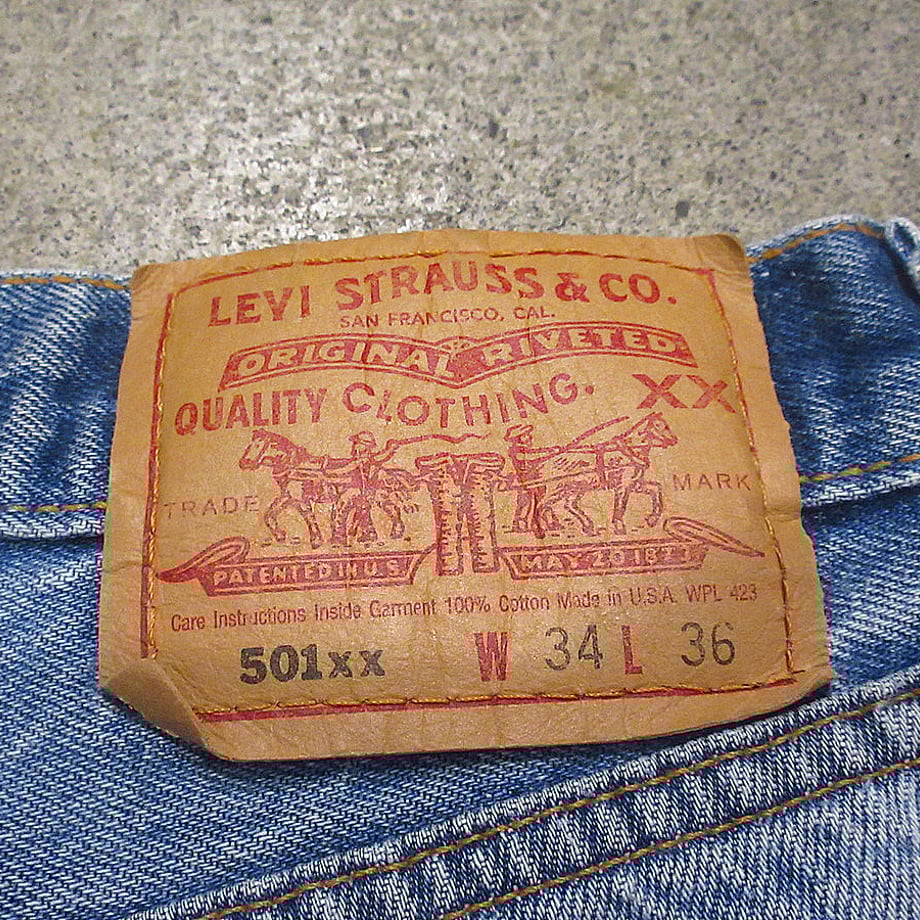 LEVI STRAUSS & CO.
SAN FRANCISCO, CAL.
ORIGINAL RIVETED
QUALITY CLOTHING. XX
TRADE MARK
PATENTED IN U.S. MAY 20 1873
Care Instructions Inside Garment 100% Cotton Made in U.S.A. WPL 423
501xx W 34 L 36